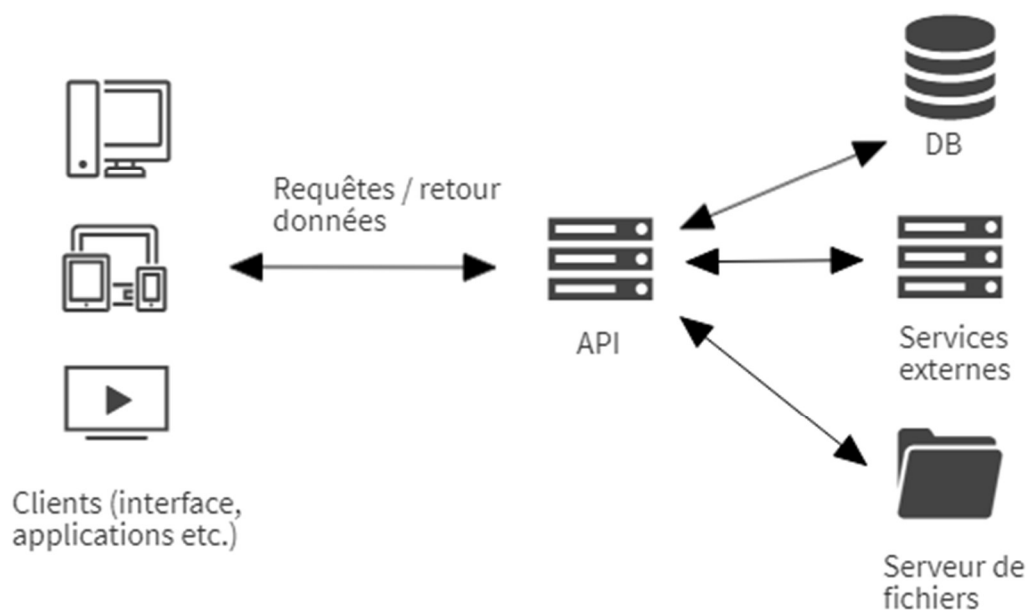 DB
Requêtes / retour
données
API
Services
externes
Clients (interface,
applications etc.)
Serveur de
fichiers